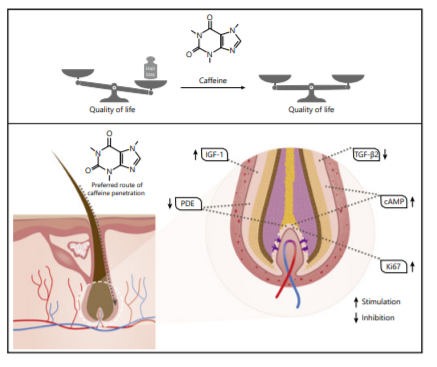 O
N
N
O
N
N
Caffeine
Quality of life
Quality of life
O
N
N
O
N
N
Preferred route of
caffeine penetration
IGF-1
TGF-β2
PDE
cAMP
Ki67
Stimulation
Inhibition